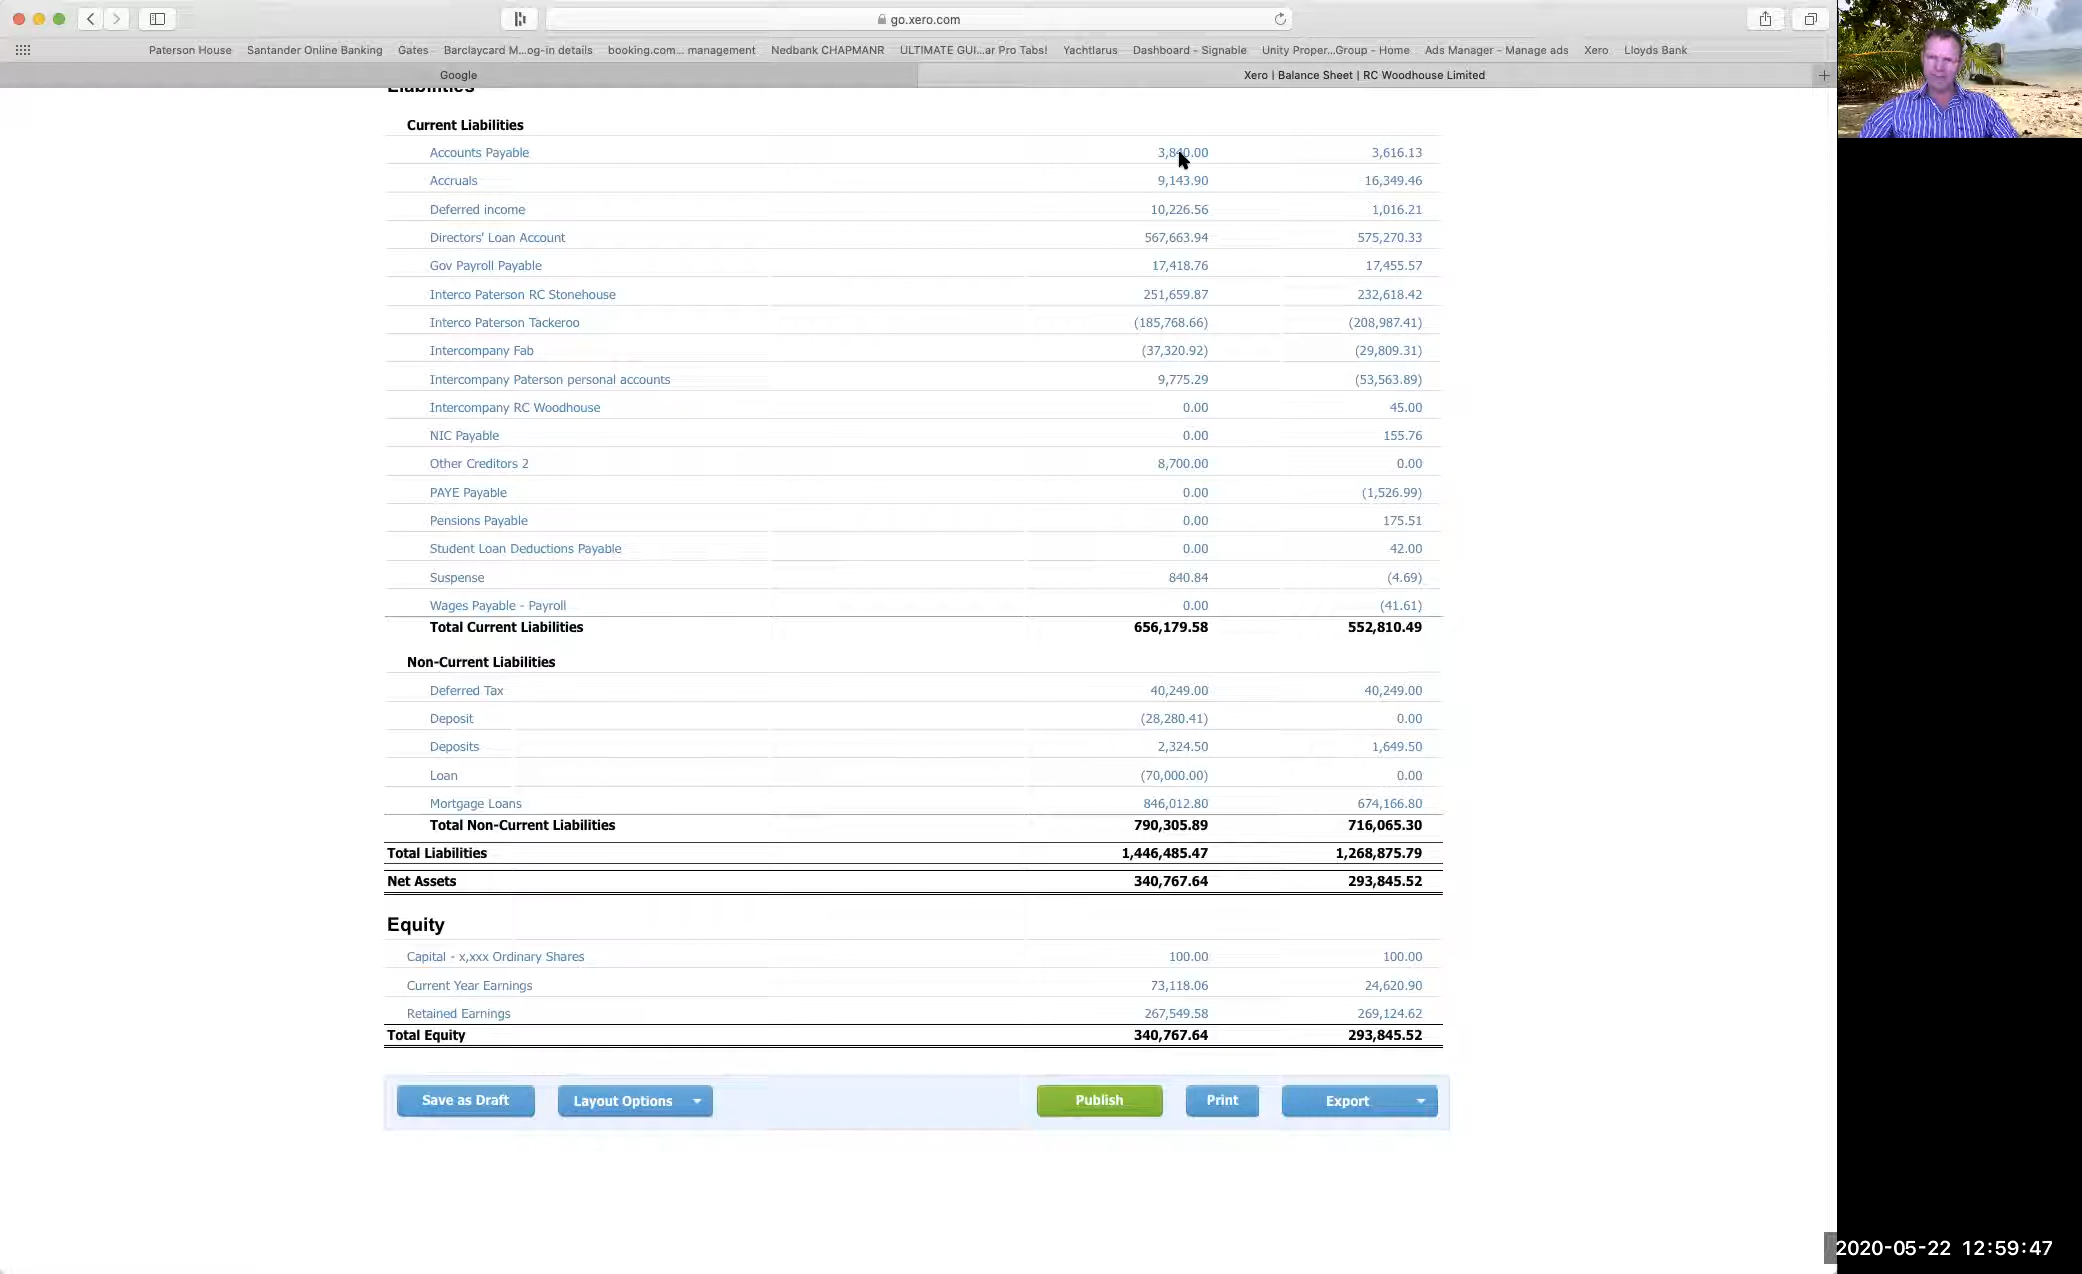 go.xero.com
Paterson House Santander Online Banking Gates Barclaycard M...og-in details booking.com... management Nedbank CHAPMANR ULTIMATE GUI...ar Pro Tabs! YachtIarus Dashboard - Signable Unity Proper...Group - Home Ads Manager - Manage ads Xero Lloyds Bank
Google Xero | Balance Sheet | RC Woodhouse Limited
Liabilities
Current Liabilities
Accounts Payable 3,840.00 3,616.13
Accruals 9,143.90 16,349.46
Deferred income 10,226.56 1,016.21
Directors' Loan Account 567,663.94 575,270.33
Gov Payroll Payable 17,418.76 17,455.57
Interco Paterson RC Stonehouse 251,659.87 232,618.42
Interco Paterson Tackeroo (185,768.66) (208,987.41)
Intercompany Fab (37,320.92) (29,809.31)
Intercompany Paterson personal accounts 9,775.29 (53,563.89)
Intercompany RC Woodhouse 0.00 45.00
NIC Payable 0.00 155.76
Other Creditors 2 8,700.00 0.00
PAYE Payable 0.00 (1,526.99)
Pensions Payable 0.00 175.51
Student Loan Deductions Payable 0.00 42.00
Suspense 840.84 (4.69)
Wages Payable - Payroll 0.00 (41.61)
Total Current Liabilities 656,179.58 552,810.49
Non-Current Liabilities
Deferred Tax 40,249.00 40,249.00
Deposit (28,280.41) 0.00
Deposits 2,324.50 1,649.50
Loan (70,000.00) 0.00
Mortgage Loans 846,012.80 674,166.80
Total Non-Current Liabilities 790,305.89 716,065.30
Total Liabilities 1,446,485.47 1,268,875.79
Net Assets 340,767.64 293,845.52
Equity
Capital - x,xxx Ordinary Shares 100.00 100.00
Current Year Earnings 73,118.06 24,620.90
Retained Earnings 267,549.58 269,124.62
Total Equity 340,767.64 293,845.52
Save as Draft Layout Options Publish Print Export
2020-05-22 12:59:47